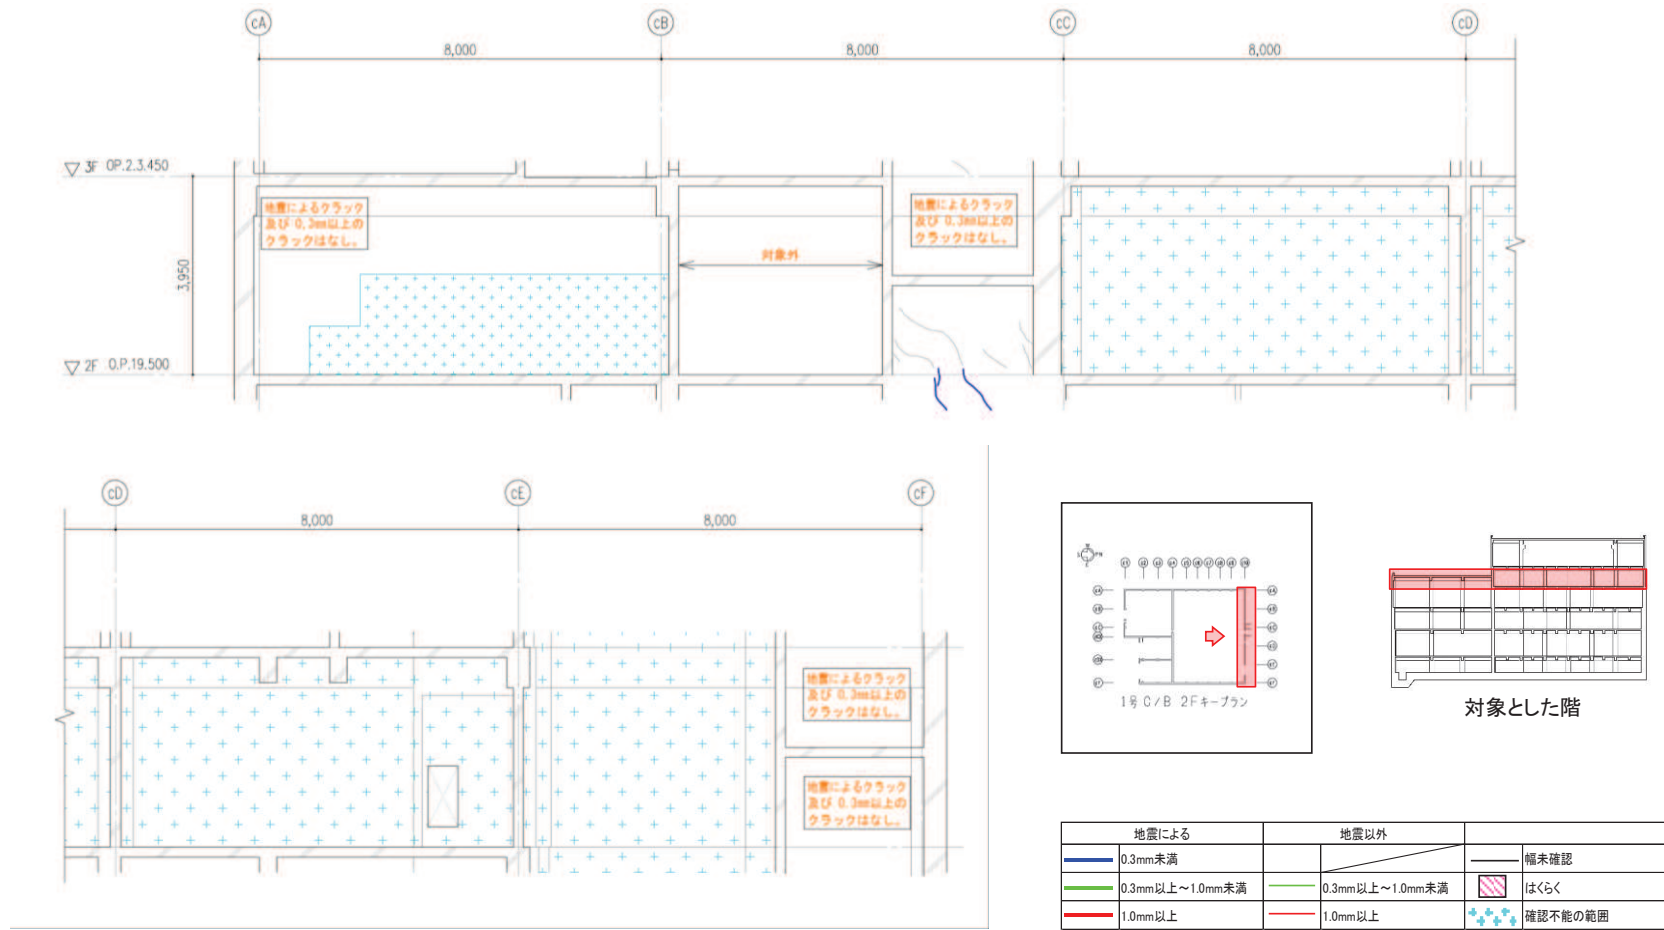 cA
cB
cC
cD
8,000
8,000
8,000
3F OP.2.3.450
地震によるクラック
及び 0.3mm以上の
クラックはなし。
地震によるクラック
及び 0.3mm以上の
クラックはなし。
対象外
3,950
2F O.P.19.500
cD
cE
cF
8,000
8,000
地震によるクラック
及び 0.3mm以上の
クラックはなし。
地震によるクラック
及び 0.3mm以上の
クラックはなし。
1号 C/B 2Fキープラン
対象とした階
地震による
地震以外
0.3mm未満
幅未確認
0.3mm以上~1.0mm未満
0.3mm以上~1.0mm未満
はくらく
1.0mm以上
1.0mm以上
確認不能の範囲